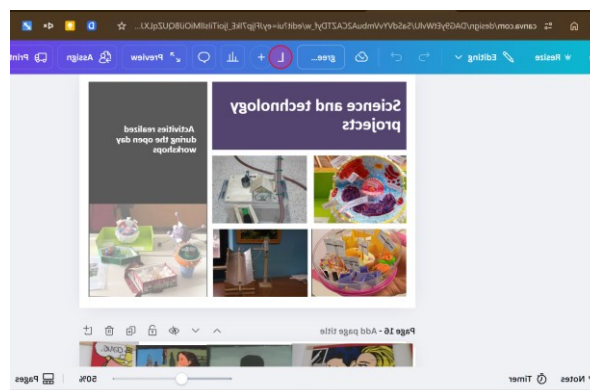 Resize
Editing
gree...
L
+
Preview
Assign
Print
Science and technology
projects
Activities realized
during the open day
workshops
Page 16 - Add page title
Notes
Timer
50%
Pages